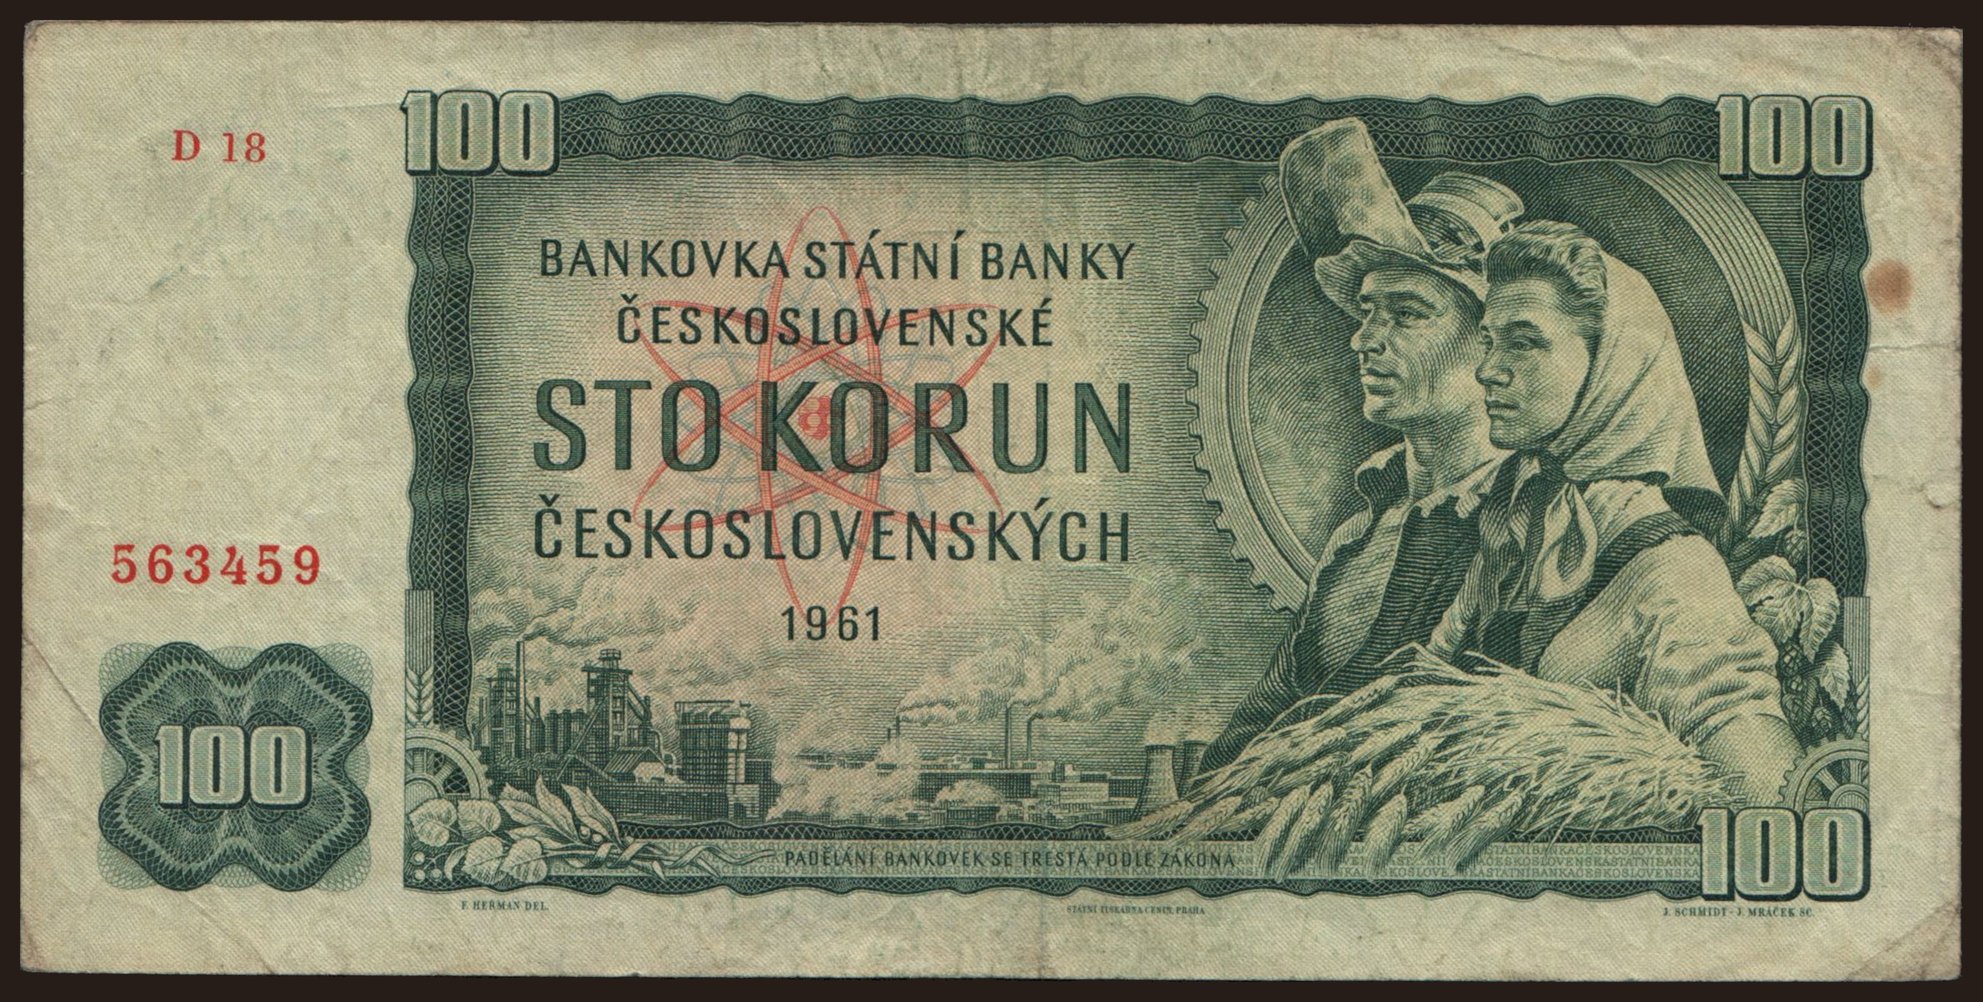 100
100
D 18
BANKOVKA STÁTNÍ BANKY
ČESKOSLOVENSKÉ
STO KORUN
ČESKOSLOVENSKÝCH
1961
563459
100
100
PADĚLÁNÍ BANKOVEK SE TRESTÁ PODLE ZÁKONA
F. HEŘMAN DEL.
STÁTNÍ TISKÁRNA CENIN, PRAHA
J. SCHMIDT - J. MRÁČEK SC.